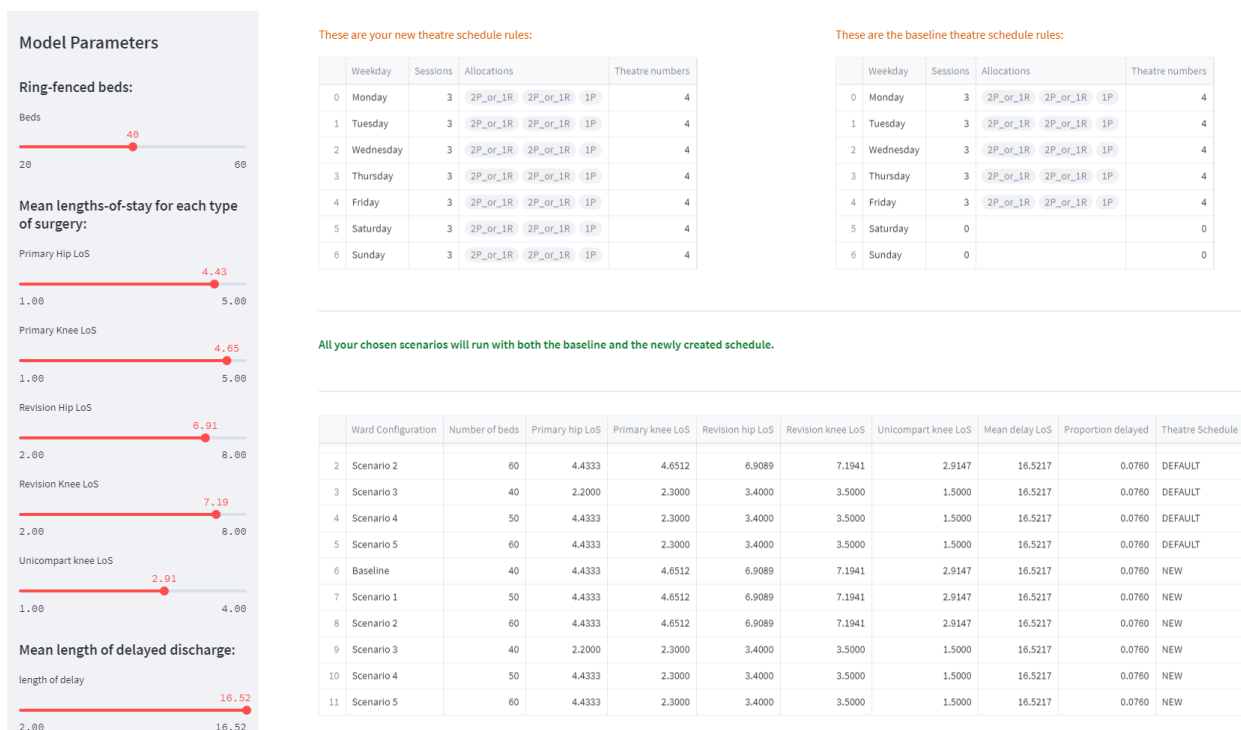 Model Parameters
Ring-fenced beds:
Beds
40
20 60
Mean lengths-of-stay for each type
of surgery:
Primary Hip LoS
4.43
1.00 5.00
Primary Knee LoS
4.65
1.00 5.00
Revision Hip LoS
6.91
2.00 8.00
Revision Knee LoS
7.19
2.00 8.00
Unicompart knee LoS
2.91
1.00 4.00
Mean length of delayed discharge:
length of delay
16.52
2.00 16.52
These are your new theatre schedule rules:
Weekday Sessions Allocations Theatre numbers
0 Monday 3 2P_or_1R 2P_or_1R 1P 4
1 Tuesday 3 2P_or_1R 2P_or_1R 1P 4
2 Wednesday 3 2P_or_1R 2P_or_1R 1P 4
3 Thursday 3 2P_or_1R 2P_or_1R 1P 4
4 Friday 3 2P_or_1R 2P_or_1R 1P 4
5 Saturday 3 2P_or_1R 2P_or_1R 1P 4
6 Sunday 3 2P_or_1R 2P_or_1R 1P 4
These are the baseline theatre schedule rules:
Weekday Sessions Allocations Theatre numbers
0 Monday 3 2P_or_1R 2P_or_1R 1P 4
1 Tuesday 3 2P_or_1R 2P_or_1R 1P 4
2 Wednesday 3 2P_or_1R 2P_or_1R 1P 4
3 Thursday 3 2P_or_1R 2P_or_1R 1P 4
4 Friday 3 2P_or_1R 2P_or_1R 1P 4
5 Saturday 0 0
6 Sunday 0 0
All your chosen scenarios will run with both the baseline and the newly created schedule.
Ward Configuration Number of beds Primary hip LoS Primary knee LoS Revision hip LoS Revision knee LoS Unicompart knee LoS Mean delay LoS Proportion delayed Theatre Schedule
2 Scenario 2 60 4.4333 4.6512 6.9089 7.1941 2.9147 16.5217 0.0760 DEFAULT
3 Scenario 3 40 2.2000 2.3000 3.4000 3.5000 1.5000 16.5217 0.0760 DEFAULT
4 Scenario 4 50 4.4333 2.3000 3.4000 3.5000 1.5000 16.5217 0.0760 DEFAULT
5 Scenario 5 60 4.4333 2.3000 3.4000 3.5000 1.5000 16.5217 0.0760 DEFAULT
6 Baseline 40 4.4333 4.6512 6.9089 7.1941 2.9147 16.5217 0.0760 NEW
7 Scenario 1 50 4.4333 4.6512 6.9089 7.1941 2.9147 16.5217 0.0760 NEW
8 Scenario 2 60 4.4333 4.6512 6.9089 7.1941 2.9147 16.5217 0.0760 NEW
9 Scenario 3 40 2.2000 2.3000 3.4000 3.5000 1.5000 16.5217 0.0760 NEW
10 Scenario 4 50 4.4333 2.3000 3.4000 3.5000 1.5000 16.5217 0.0760 NEW
11 Scenario 5 60 4.4333 2.3000 3.4000 3.5000 1.5000 16.5217 0.0760 NEW